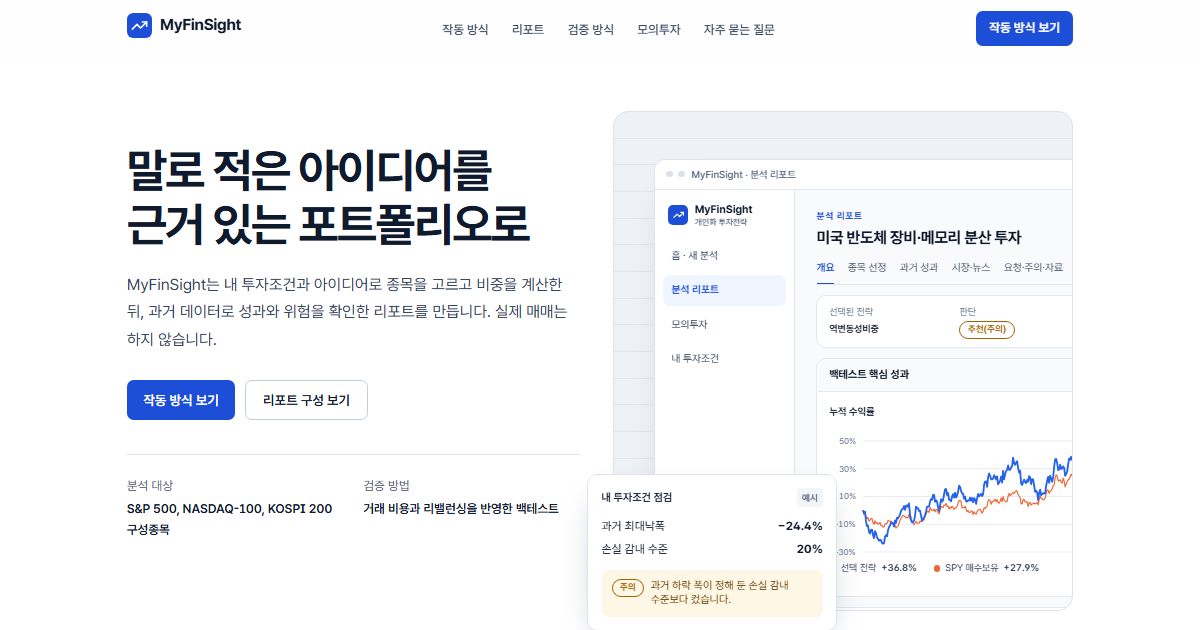 MyFinSight
작동 방식
리포트
검증 방식
모의투자
자주 묻는 질문
작동 방식 보기
말로 적은 아이디어를
근거 있는 포트폴리오로
MyFinSight는 내 투자조건과 아이디어로 종목을 고르고 비중을 계산한
뒤, 과거 데이터로 성과와 위험을 확인한 리포트를 만듭니다. 실제 매매는
하지 않습니다.
작동 방식 보기
리포트 구성 보기
분석 대상
S&P 500, NASDAQ-100, KOSPI 200
구성종목
검증 방법
거래 비용과 리밸런싱을 반영한 백테스트
MyFinSight · 분석 리포트
MyFinSight
개인화 투자전략
홈 · 새 분석
분석 리포트
모의투자
내 투자조건
분석 리포트
미국 반도체 장비·메모리 분산 투자
개요
종목 선정
과거 성과
시장·뉴스
요청·주의·자료
선택된 전략
역변동성비중
판단
추천(주의)
백테스트 핵심 성과
누적 수익률
50%
30%
10%
-10%
-30%
선택 전략 +36.8%
SPY 매수보유 +27.9%
내 투자조건 점검
예시
과거 최대낙폭
−24.4%
손실 감내 수준
20%
주의
과거 하락 폭이 정해 둔 손실 감내
수준보다 컸습니다.